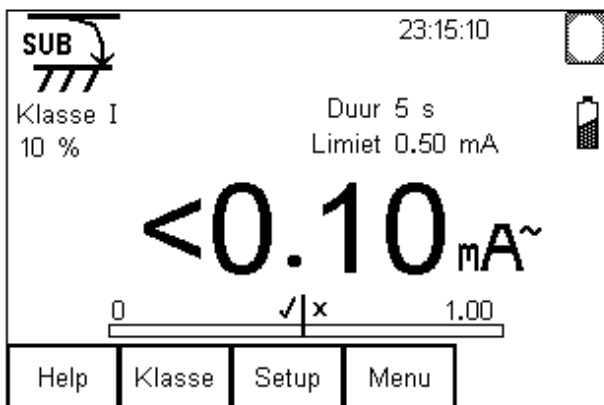 SUB
23:15:10
Klasse I
10 %
Duur 5 s
Limiet 0.50 mA
<0.10 mA~
0 ✓ x 1.00
Help Klasse Setup Menu